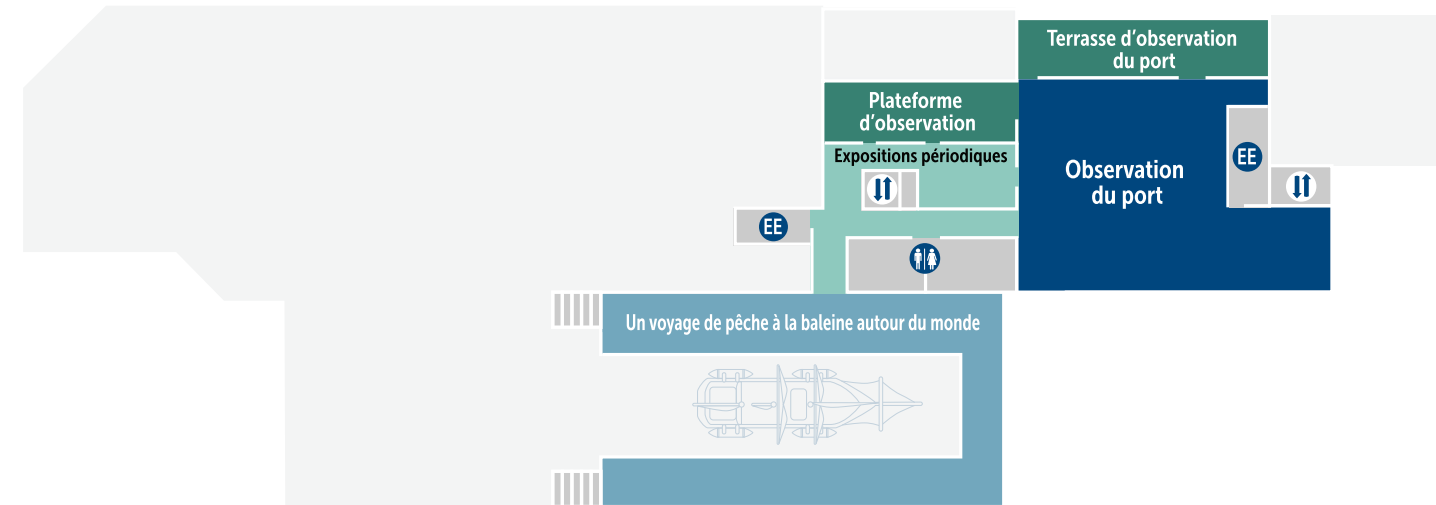 Terrasse d'observation
du port
Plateforme
d'observation
Expositions périodiques
Observation
du port
EE
EE
Un voyage de pêche à la baleine autour du monde